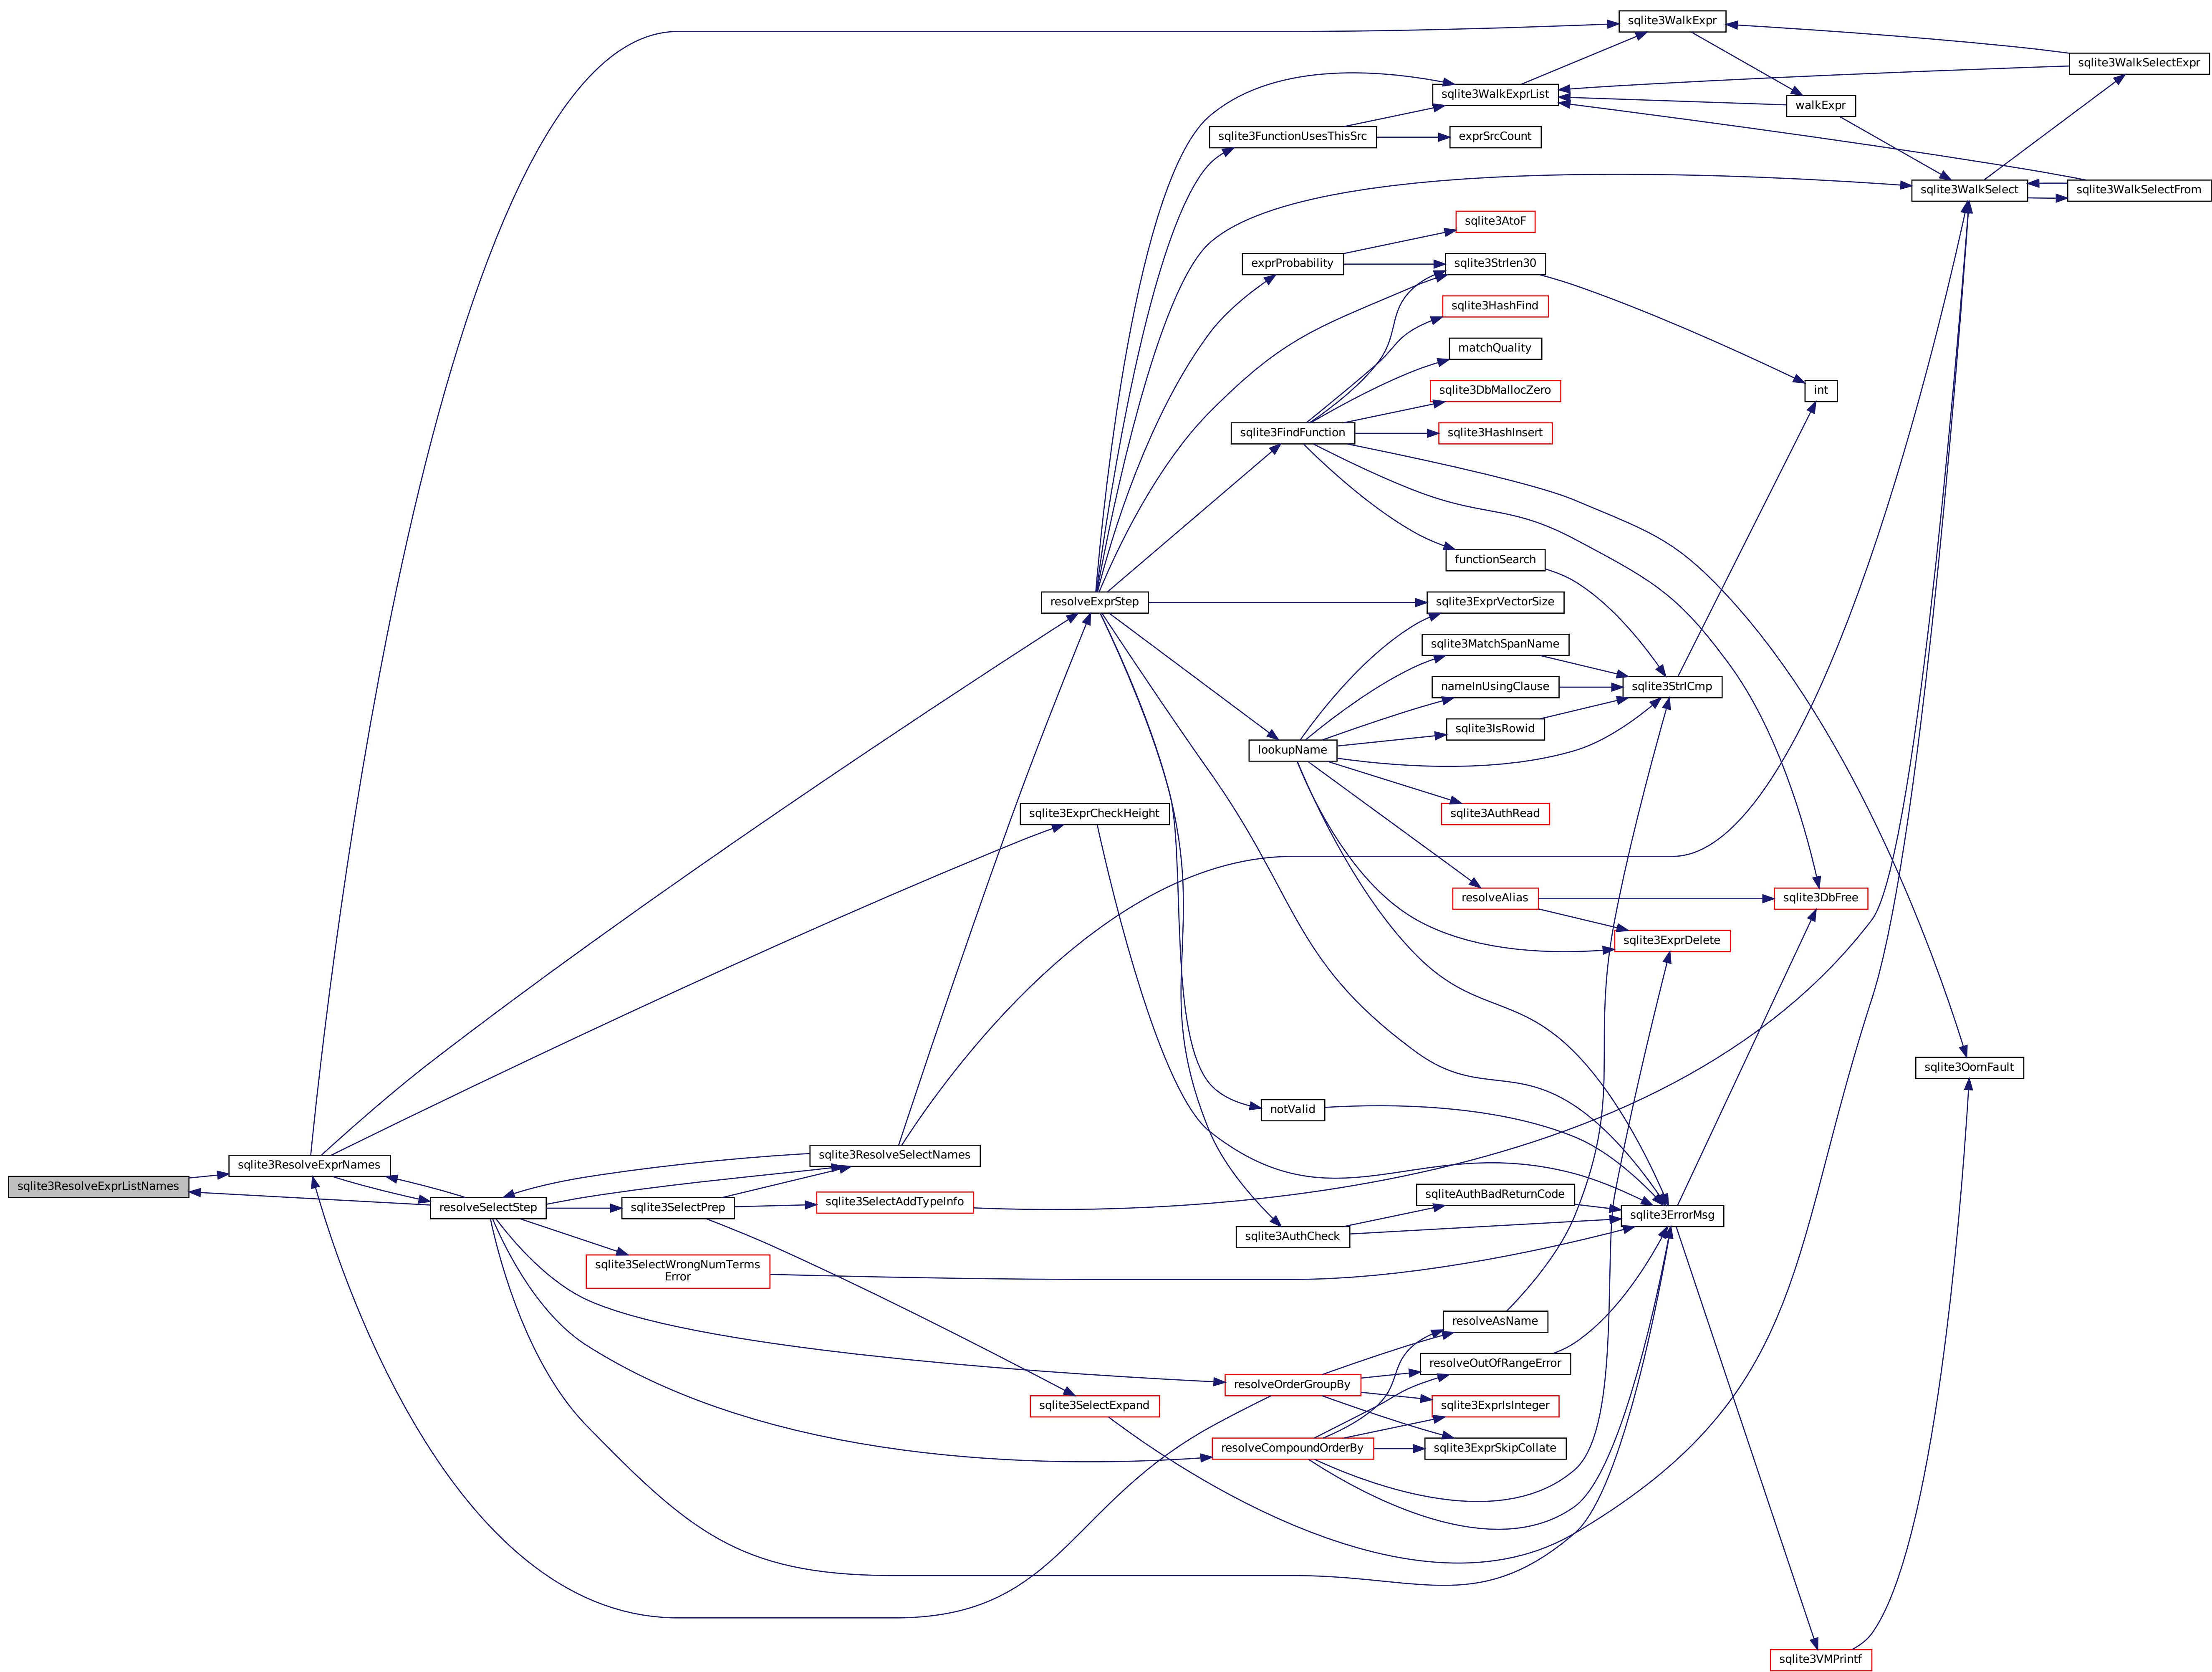 sqlite3WalkExpr
sqlite3WalkSelectExpr
sqlite3WalkExprList
walkExpr
sqlite3FunctionUsesThisSrc
exprSrcCount
sqlite3WalkSelect
sqlite3WalkSelectFrom
sqlite3AtoF
exprProbability
sqlite3Strlen30
sqlite3HashFind
matchQuality
sqlite3DbMallocZero
int
sqlite3FindFunction
sqlite3HashInsert
functionSearch
resolveExprStep
sqlite3ExprVectorSize
sqlite3MatchSpanName
nameInUsingClause
sqlite3StrICmp
sqlite3IsRowid
lookupName
sqlite3ExprCheckHeight
sqlite3AuthRead
resolveAlias
sqlite3DbFree
sqlite3ExprDelete
sqlite3OomFault
notValid
sqlite3ResolveSelectNames
sqlite3ResolveExprNames
sqlite3ResolveExprListNames
sqliteAuthBadReturnCode
sqlite3SelectAddTypeInfo
resolveSelectStep
sqlite3SelectPrep
sqlite3ErrorMsg
sqlite3AuthCheck
sqlite3SelectWrongNumTerms
Error
resolveAsName
resolveOutOfRangeError
resolveOrderGroupBy
sqlite3SelectExpand
sqlite3ExprIsInteger
resolveCompoundOrderBy
sqlite3ExprSkipCollate
sqlite3VMPrintf